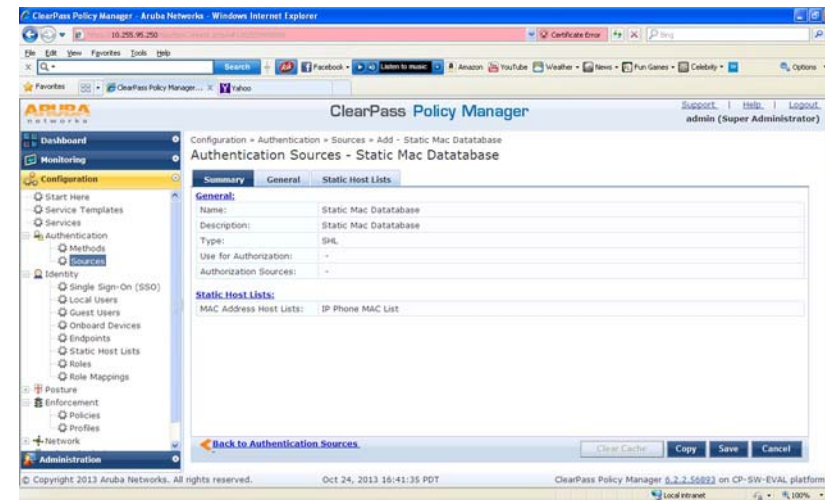 ClearPass Policy Manager - Aruba Networks - Windows Internet Explorer
10.255.95.250
Certificate Error
Bing
File Edit View Favorites Tools Help
Search Facebook Listen to music Amazon YouTube Weather News Fun Games Celebrity Options
Favorites ClearPass Policy Manager... Yahoo
ARUBA
networks
ClearPass Policy Manager
Support | Help | Logout
admin (Super Administrator)
Dashboard
Monitoring
Configuration
Start Here
Service Templates
Services
Authentication
Methods
Sources
Identity
Single Sign-On (SSO)
Local Users
Guest Users
Onboard Devices
Endpoints
Static Host Lists
Roles
Role Mappings
Posture
Enforcement
Policies
Profiles
Network
Administration
Configuration » Authentication » Sources » Add - Static Mac Datatabase
Authentication Sources - Static Mac Datatabase
Summary General Static Host Lists
General:
Name: Static Mac Datatabase
Description: Static Mac Datatabase
Type: SHL
Use for Authorization: -
Authorization Sources: -
Static Host Lists:
MAC Address Host Lists: IP Phone MAC List
Back to Authentication Sources
Clear Cache Copy Save Cancel
© Copyright 2013 Aruba Networks. All rights reserved. Oct 24, 2013 16:41:35 PDT ClearPass Policy Manager 6.2.2.56893 on CP-SW-EVAL platform
Local intranet 100%